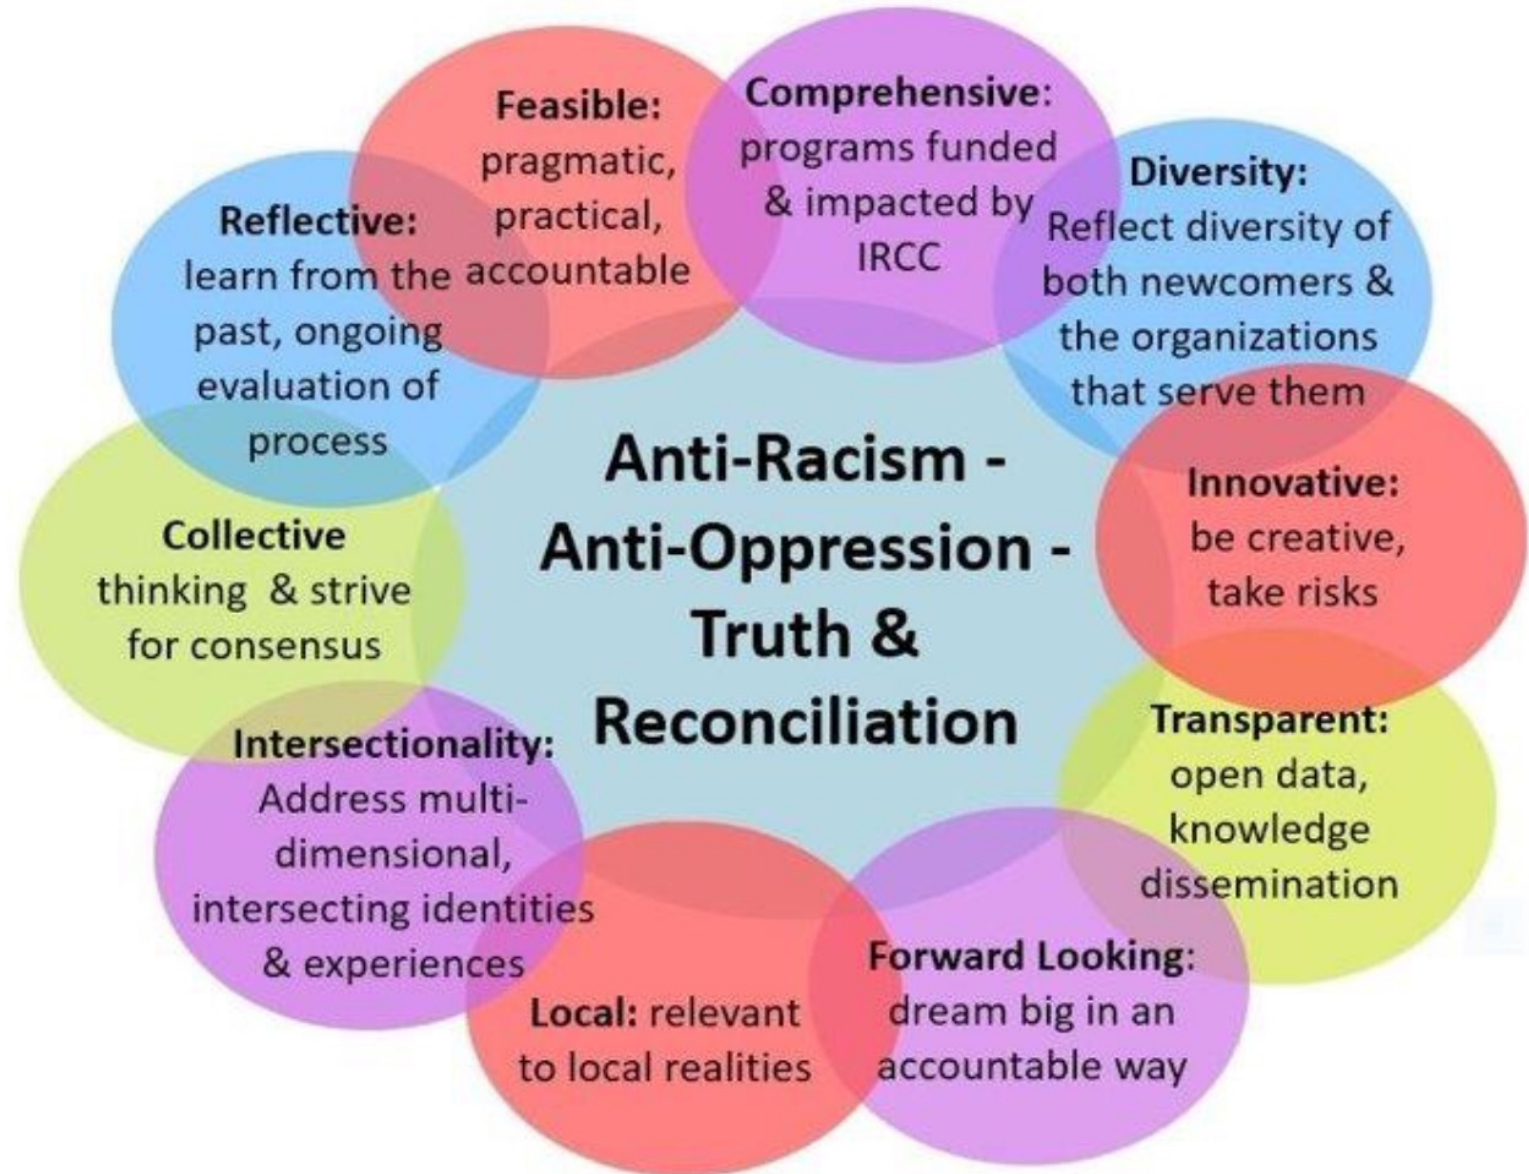 Feasible:
pragmatic,
practical,
accountable
Comprehensive:
programs funded
& impacted by
IRCC
Diversity:
Reflect diversity of
both newcomers &
the organizations
that serve them
Innovative:
be creative,
take risks
Transparent:
open data,
knowledge
dissemination
Forward Looking:
dream big in an
accountable way
Local: relevant
to local realities
Intersectionality:
Address multi-
dimensional,
intersecting identities
& experiences
Collective
thinking & strive
for consensus
Reflective:
learn from the
past, ongoing
evaluation of
process
Anti-Racism -
Anti-Oppression -
Truth &
Reconciliation